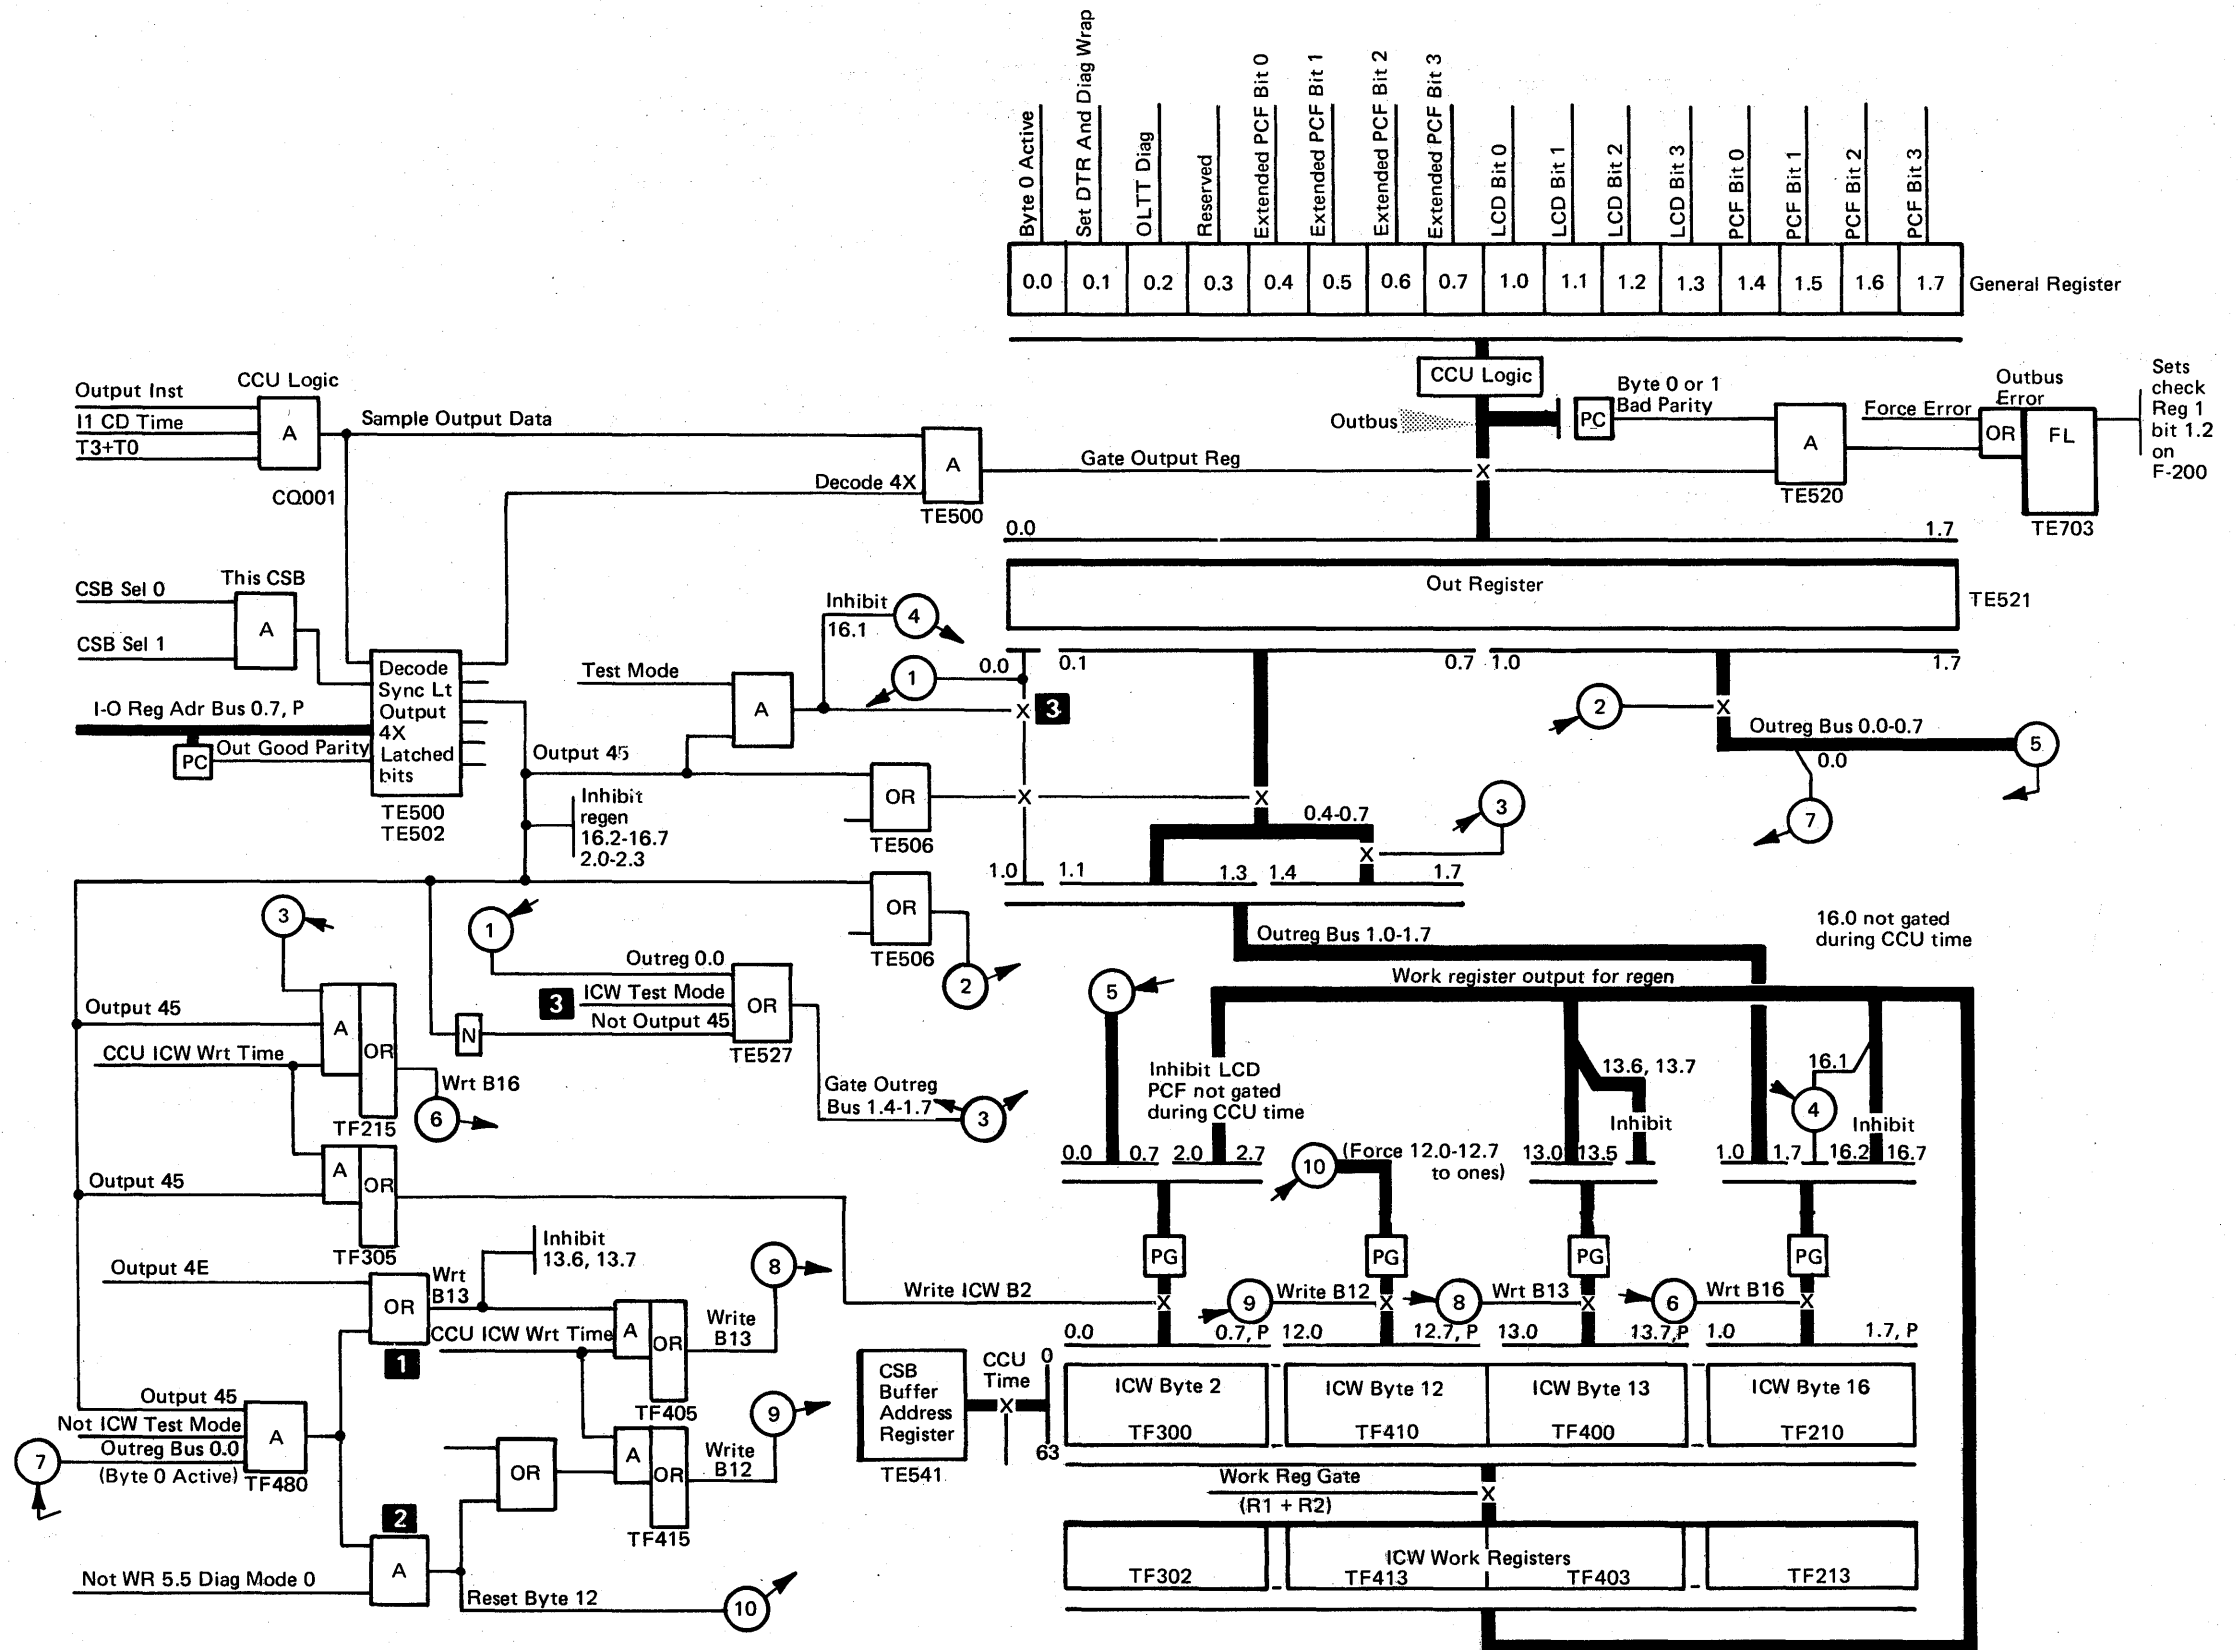 Byte 0 Active
Set DTR And Diag Wrap
OLTT Diag
Reserved
Extended PCF Bit 0
Extended PCF Bit 1
Extended PCF Bit 2
Extended PCF Bit 3
LCD Bit 0
LCD Bit 1
LCD Bit 2
LCD Bit 3
PCF Bit 0
PCF Bit 1
PCF Bit 2
PCF Bit 3
0.0 0.1 0.2 0.3 0.4 0.5 0.6 0.7 1.0 1.1 1.2 1.3 1.4 1.5 1.6 1.7
General Register
CCU Logic
Output Inst
I1 CD Time
T3+T0
A
CQ001
Sample Output Data
Decode 4X
A
TE500
Gate Output Reg
CCU Logic
Outbus
X
PC
Byte 0 or 1
Bad Parity
A
TE520
Force Error
Outbus
Error
OR
FL
TE703
Sets
check
Reg 1
bit 1.2
on
F-200
0.0
1.7
Out Register
TE521
This CSB
CSB Sel 0
CSB Sel 1
A
I-O Reg Adr Bus 0.7, P
PC
Out Good Parity
Decode
Sync Lt
Output
4X
Latched
bits
TE500
TE502
Inhibit
16.1
4
Test Mode
A
1
0.0
0.1
0.7
1.0
1.7
X
3
2
X
Outreg Bus 0.0-0.7
0.0
5
7
Output 45
OR
TE506
X
X
Inhibit
regen
16.2-16.7
2.0-2.3
0.4-0.7
X
3
1.0
1.1
1.3
1.4
1.7
OR
TE506
2
3
1
Outreg 0.0
3
ICW Test Mode
Not Output 45
N
OR
TE527
Gate Outreg
Bus 1.4-1.7
3
Outreg Bus 1.0-1.7
16.0 not gated
during CCU time
Work register output for regen
Output 45
CCU ICW Wrt Time
A
OR
Wrt B16
TF215
6
Output 45
A
OR
TF305
5
Inhibit LCD
PCF not gated
during CCU time
13.6, 13.7
Inhibit
16.1
4
Inhibit
0.0
0.7
2.0
2.7
10
(Force 12.0-12.7
to ones)
13.0
13.5
1.0
1.7
16.2
16.7
PG
PG
PG
PG
Output 4E
OR
Wrt
B13
1
Inhibit
13.6, 13.7
CCU ICW Wrt Time
A
OR
TF405
Write
B13
8
Write ICW B2
X
9
Write B12
X
8
Wrt B13
X
6
Wrt B16
X
0.0
0.7, P
12.0
12.7, P
13.0
13.7,P
1.0
1.7, P
CSB
Buffer
Address
Register
TE541
CCU
Time
X
0
63
ICW Byte 2
TF300
ICW Byte 12
TF410
ICW Byte 13
TF400
ICW Byte 16
TF210
Output 45
Not ICW Test Mode
Outreg Bus 0.0
(Byte 0 Active)
7
A
TF480
OR
A
OR
TF415
Write
B12
9
2
A
Not WR 5.5 Diag Mode 0
Reset Byte 12
10
Work Reg Gate
(R1 + R2)
X
ICW Work Registers
TF302
TF413
TF403
TF213